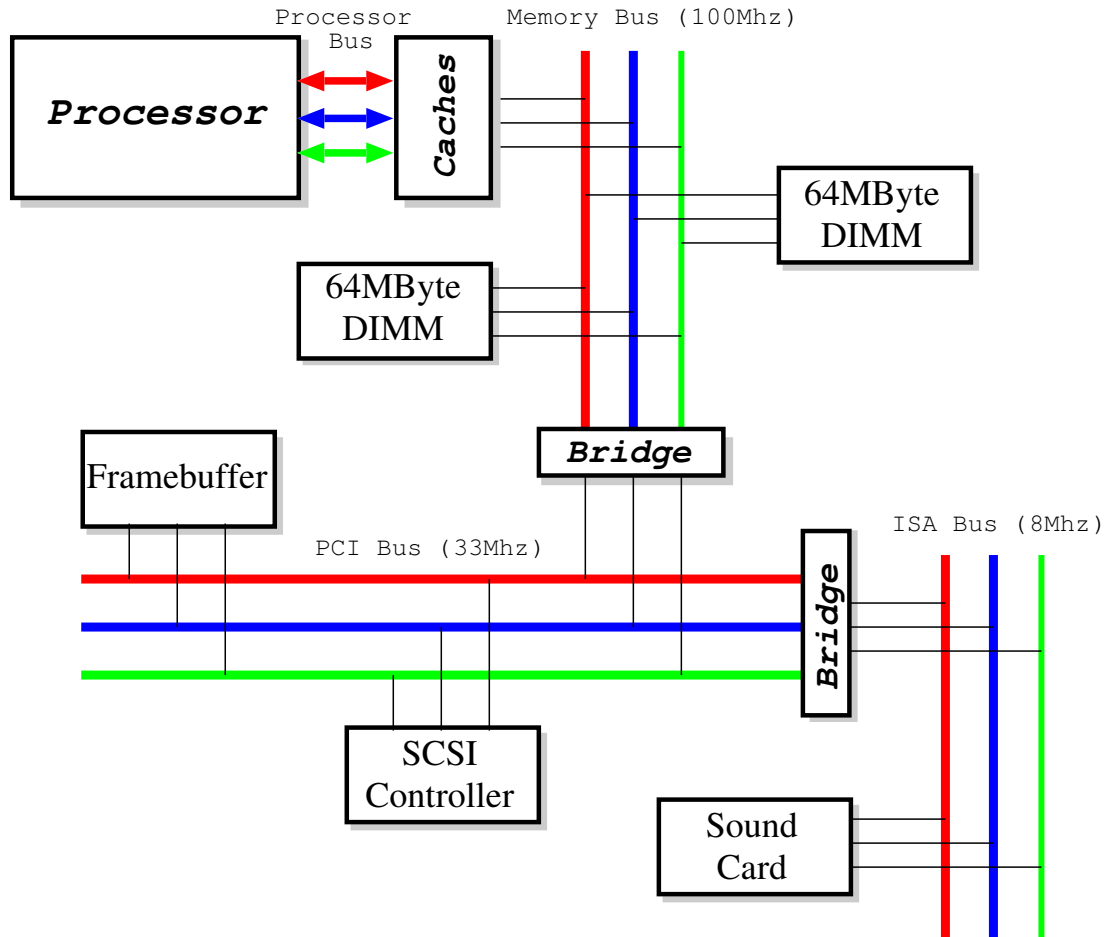 Processor
Bus
Memory Bus (100Mhz)
Processor
Caches
64MByte
DIMM
64MByte
DIMM
Bridge
Framebuffer
PCI Bus (33Mhz)
ISA Bus (8Mhz)
Bridge
SCSI
Controller
Sound
Card